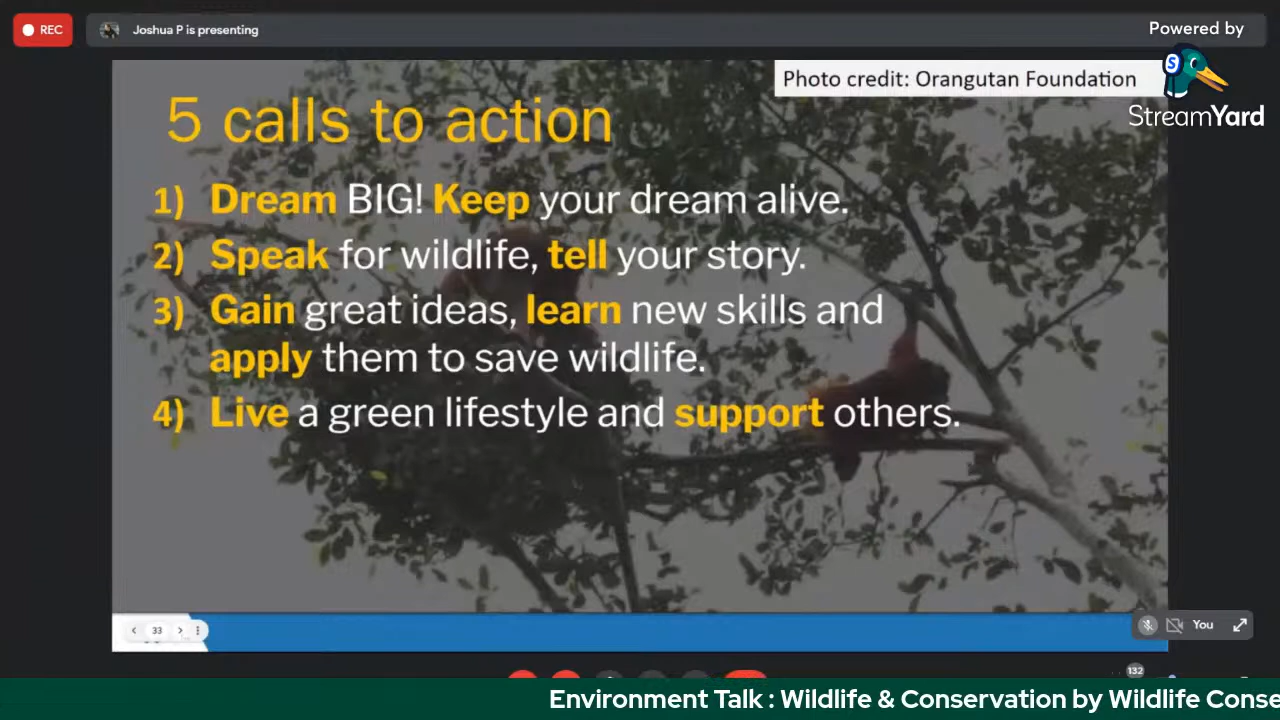 REC
Joshua P is presenting
Powered by
StreamYard
Photo credit: Orangutan Foundation
5 calls to action
1) Dream BIG! Keep your dream alive.
2) Speak for wildlife, tell your story.
3) Gain great ideas, learn new skills and
apply them to save wildlife.
4) Live a green lifestyle and support others.
33
You
132
Environment Talk : Wildlife & Conservation by Wildlife Conse